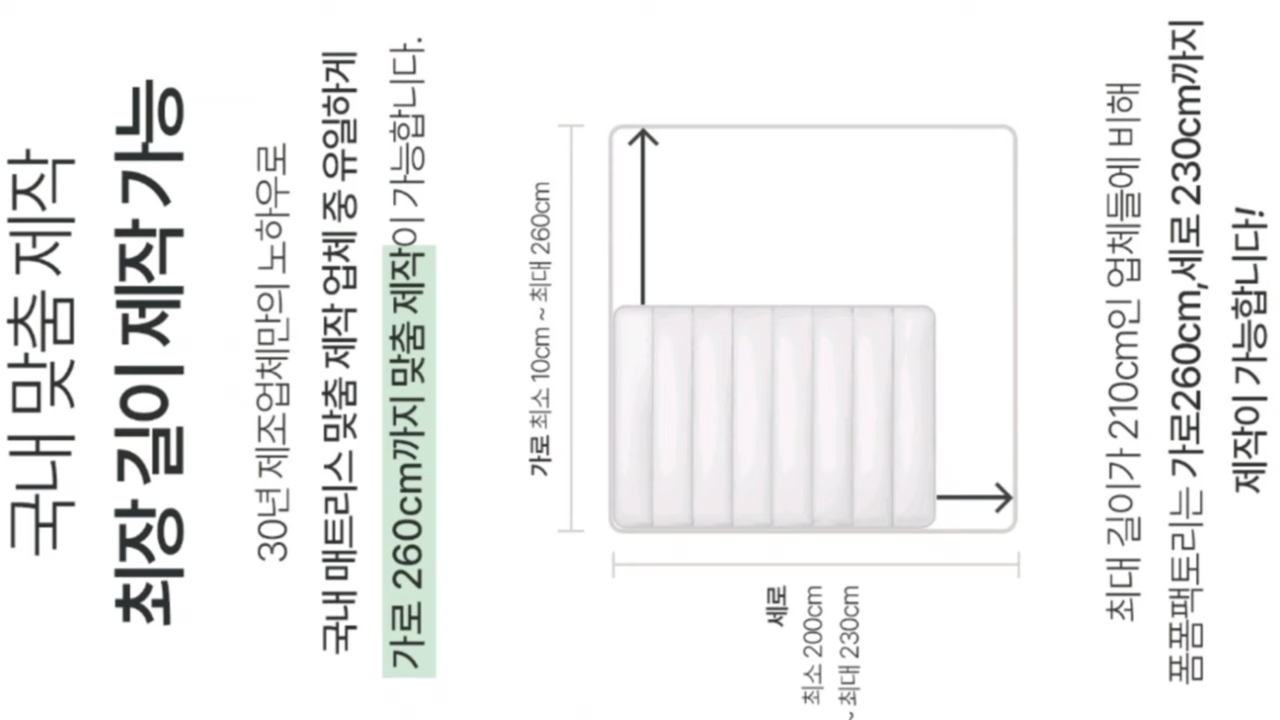 국내 맞춤 제작
최장 길이 제작 가능
30년 제조업체만의 노하우로
국내 매트리스 맞춤 제작 업체 중 유일하게
가로 260cm까지 맞춤 제작이 가능합니다.
가로 최소 10cm ~ 최대 260cm
세로
최소 200cm
~ 최대 230cm
최대 길이가 210cm인 업체들에 비해
폼폼팩토리는 가로260cm,세로 230cm까지
제작이 가능합니다!